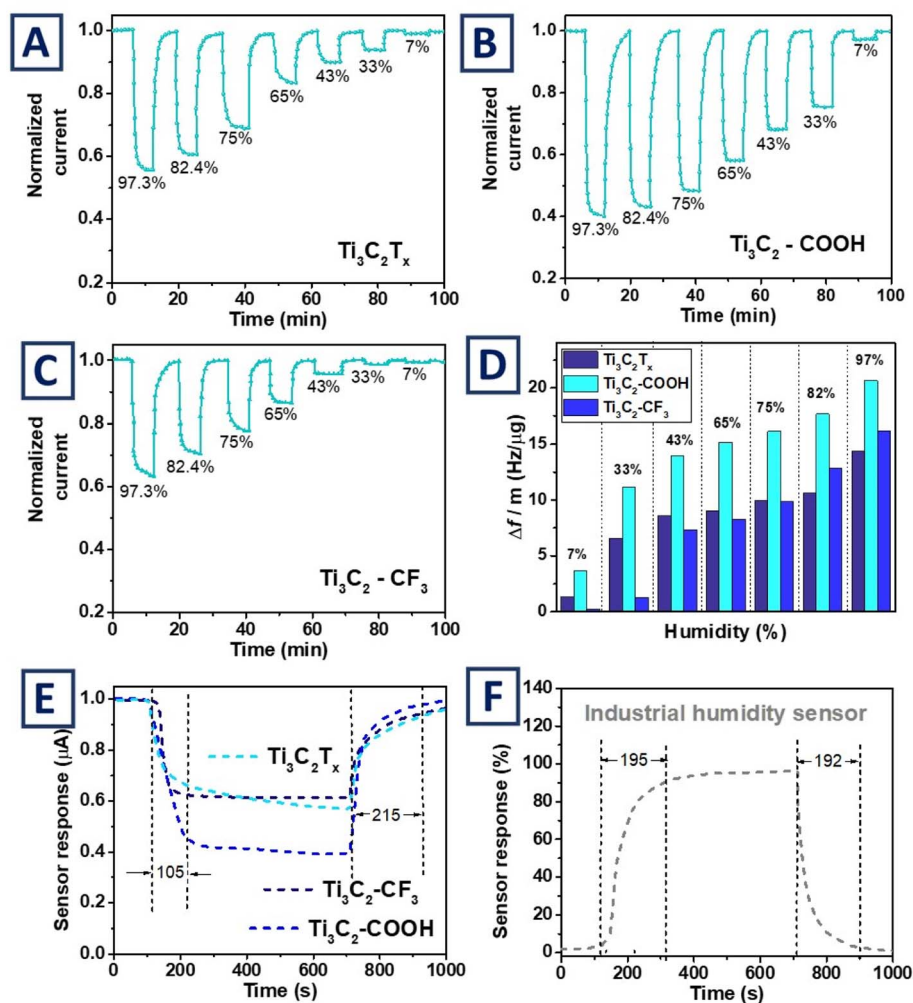 A
1.0
0.8
0.6
0.4
0.2
Normalized
current
97.3%
82.4%
75%
65%
43%
33%
7%
Ti₃C₂Tₓ
0 20 40 60 80 100
Time (min)
B
1.0
0.8
0.6
0.4
0.2
Normalized
current
97.3%
82.4%
75%
65%
43%
33%
7%
Ti₃C₂ - COOH
0 20 40 60 80 100
Time (min)
C
1.0
0.8
0.6
0.4
0.2
Normalized
current
97.3%
82.4%
75%
65%
43%
33%
7%
Ti₃C₂ - CF₃
0 20 40 60 80 100
Time (min)
D
20
15
10
5
0
Δf / m (Hz/μg)
Ti₃C₂Tₓ
Ti₃C₂-COOH
Ti₃C₂-CF₃
7%
33%
43%
65%
75%
82%
97%
Humidity (%)
E
1.0
0.8
0.6
0.4
0.2
0.0
Sensor response (μA)
Ti₃C₂Tₓ
215
105
Ti₃C₂-CF₃
Ti₃C₂-COOH
0 200 400 600 800 1000
Time (s)
F
140
120
100
80
60
40
20
0
Sensor response (%)
Industrial humidity sensor
195
192
0 200 400 600 800 1000
Time (s)